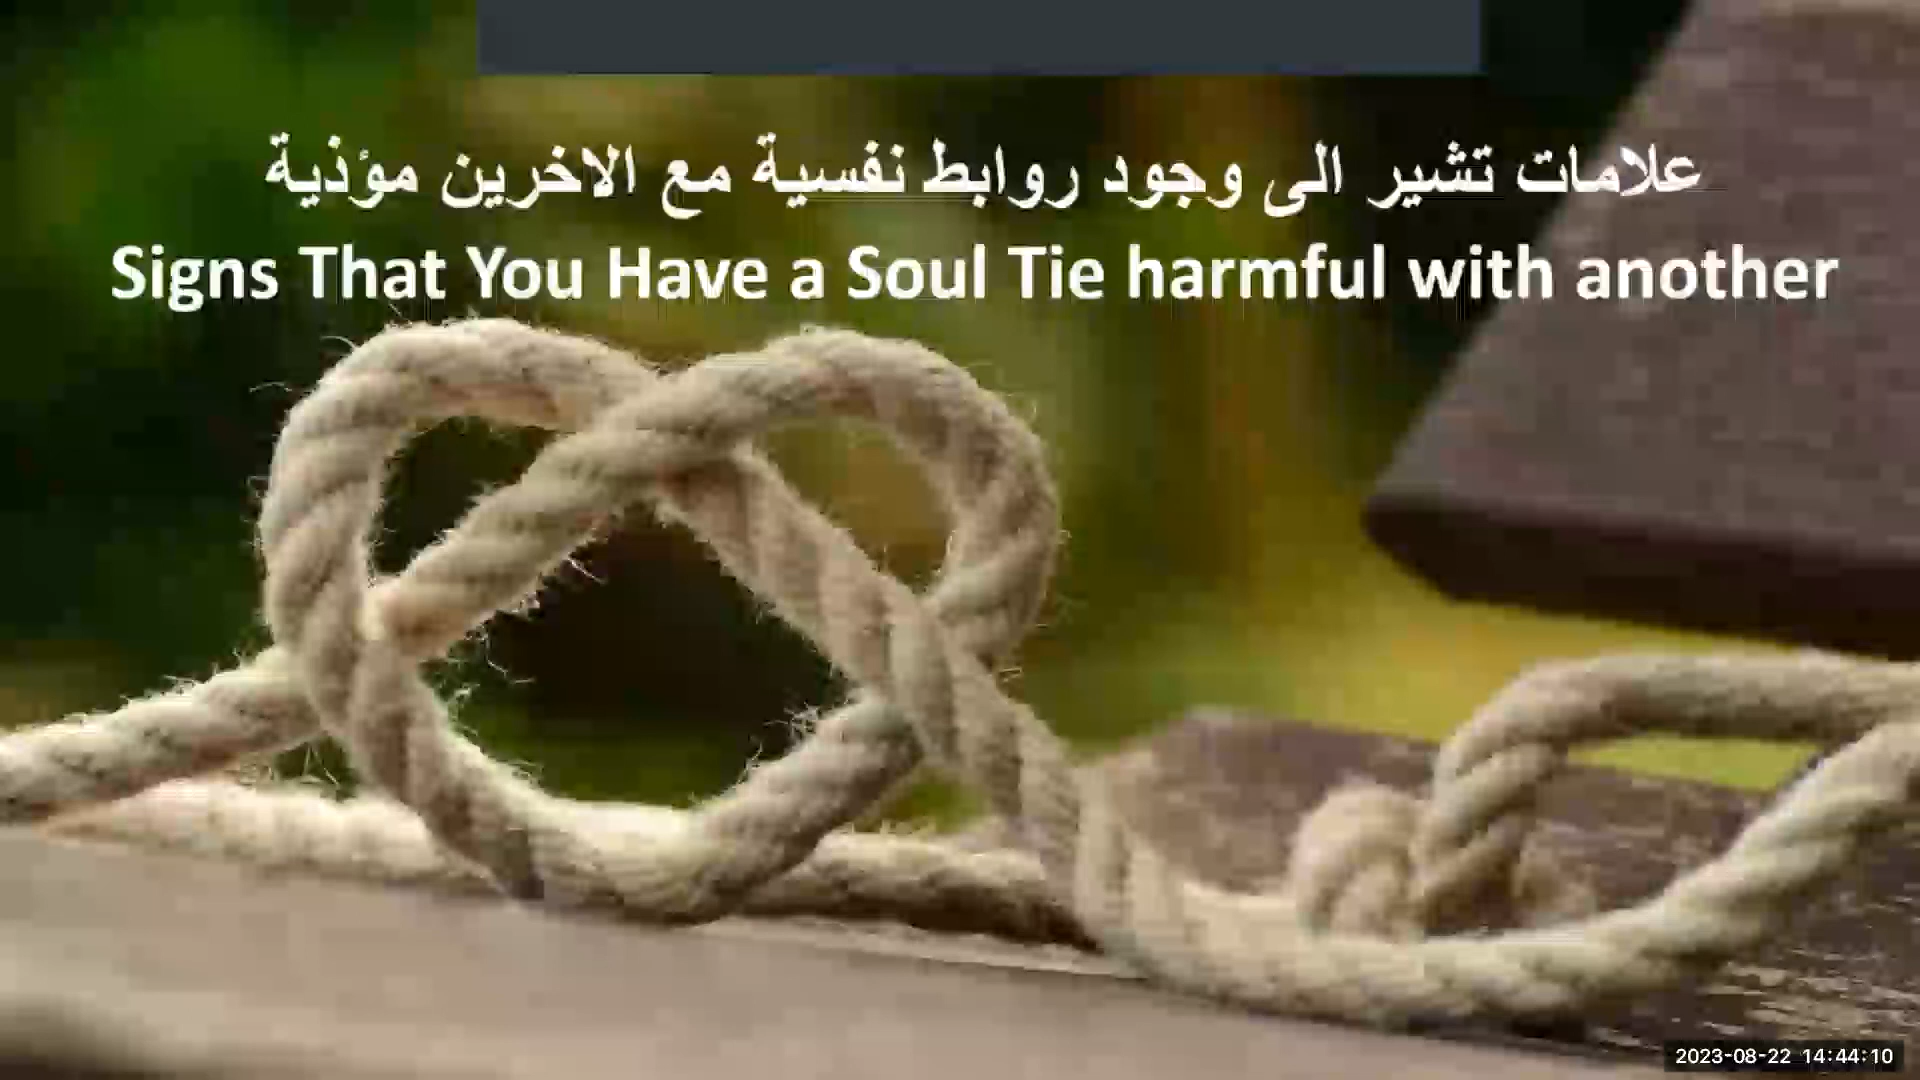 علامات تشير الى وجود روابط نفسية مع الاخرين مؤذية
Signs That You Have a Soul Tie harmful with another
2023-08-22 14:44:10